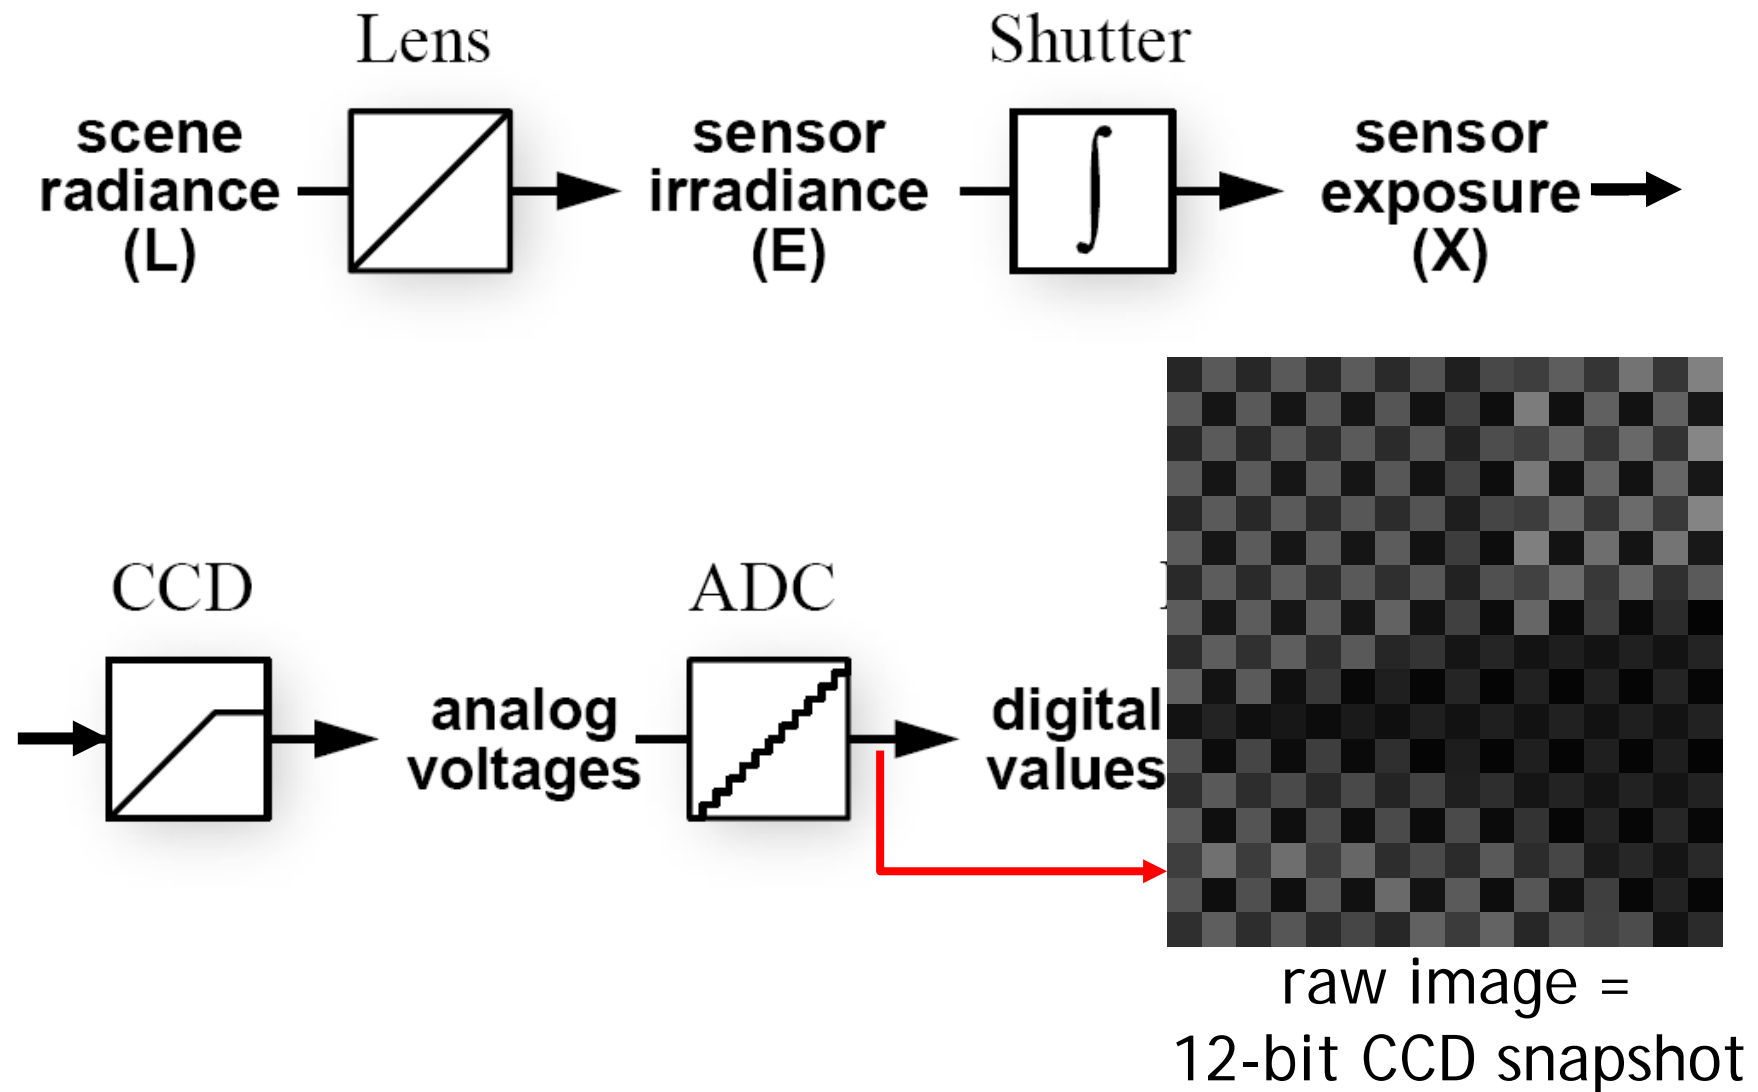 Lens
Shutter
scene
radiance
(L)
sensor
irradiance
(E)
∫
sensor
exposure
(X)
CCD
ADC
analog
voltages
digital
values
raw image =
12-bit CCD snapshot